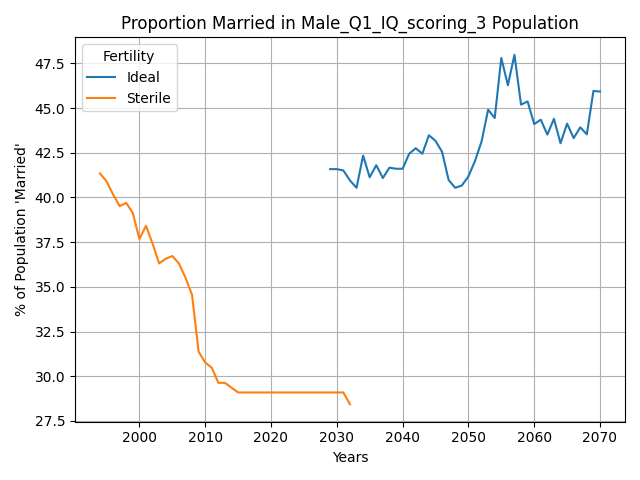 Proportion Married in Male_Q1_IQ_scoring_3 Population
Fertility
Ideal
Sterile
% of Population 'Married'
47.5
45.0
42.5
40.0
37.5
35.0
32.5
30.0
27.5
2000 2010 2020 2030 2040 2050 2060 2070
Years